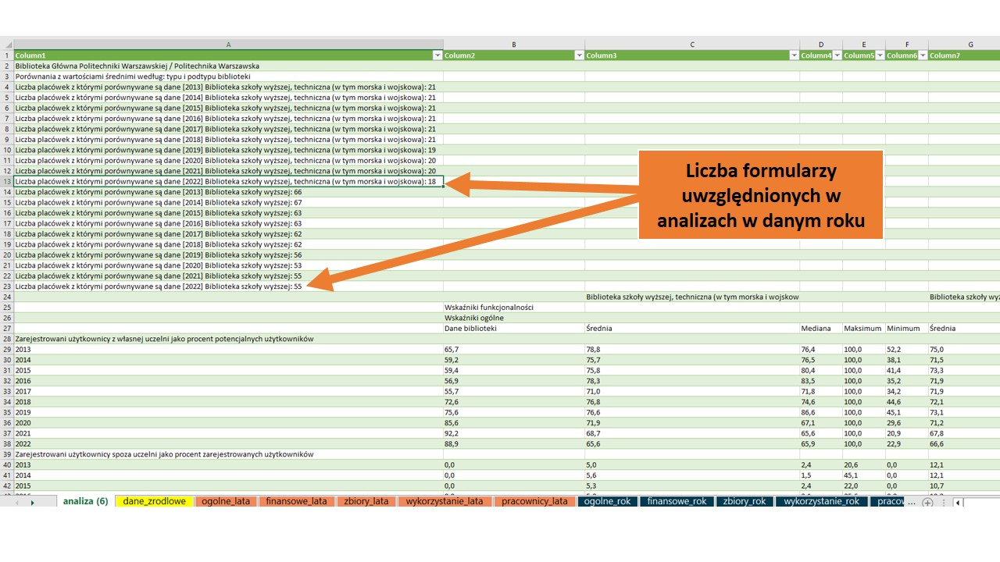 A B C D E F G
1 Column1 Column2 Column3 Column4 Column5 Column6 Column7
2 Biblioteka Główna Politechniki Warszawskiej / Politechnika Warszawska
3 Porównania z wartościami średnimi według: typu i podtypu biblioteki
4 Liczba placówek z którymi porównywane są dane [2013] Biblioteka szkoły wyższej, techniczna (w tym morska i wojskowa): 21
5 Liczba placówek z którymi porównywane są dane [2014] Biblioteka szkoły wyższej, techniczna (w tym morska i wojskowa): 21
6 Liczba placówek z którymi porównywane są dane [2015] Biblioteka szkoły wyższej, techniczna (w tym morska i wojskowa): 21
7 Liczba placówek z którymi porównywane są dane [2016] Biblioteka szkoły wyższej, techniczna (w tym morska i wojskowa): 21
8 Liczba placówek z którymi porównywane są dane [2017] Biblioteka szkoły wyższej, techniczna (w tym morska i wojskowa): 21
9 Liczba placówek z którymi porównywane są dane [2018] Biblioteka szkoły wyższej, techniczna (w tym morska i wojskowa): 21
10 Liczba placówek z którymi porównywane są dane [2019] Biblioteka szkoły wyższej, techniczna (w tym morska i wojskowa): 19
11 Liczba placówek z którymi porównywane są dane [2020] Biblioteka szkoły wyższej, techniczna (w tym morska i wojskowa): 20
12 Liczba placówek z którymi porównywane są dane [2021] Biblioteka szkoły wyższej, techniczna (w tym morska i wojskowa): 20
13 Liczba placówek z którymi porównywane są dane [2022] Biblioteka szkoły wyższej, techniczna (w tym morska i wojskowa): 18
14 Liczba placówek z którymi porównywane są dane [2013] Biblioteka szkoły wyższej: 66
15 Liczba placówek z którymi porównywane są dane [2014] Biblioteka szkoły wyższej: 67
16 Liczba placówek z którymi porównywane są dane [2015] Biblioteka szkoły wyższej: 63
17 Liczba placówek z którymi porównywane są dane [2016] Biblioteka szkoły wyższej: 63
18 Liczba placówek z którymi porównywane są dane [2017] Biblioteka szkoły wyższej: 62
19 Liczba placówek z którymi porównywane są dane [2018] Biblioteka szkoły wyższej: 62
20 Liczba placówek z którymi porównywane są dane [2019] Biblioteka szkoły wyższej: 56
21 Liczba placówek z którymi porównywane są dane [2020] Biblioteka szkoły wyższej: 53
22 Liczba placówek z którymi porównywane są dane [2021] Biblioteka szkoły wyższej: 55
23 Liczba placówek z którymi porównywane są dane [2022] Biblioteka szkoły wyższej: 55
Liczba formularzy
uwzględnionych w
analizach w danym roku
24 Biblioteka szkoły wyższej, techniczna (w tym morska i wojskow Biblioteka szkoły wyż
25 Wskaźniki funkcjonalności
26 Wskaźniki ogólne
27 Dane biblioteki Średnia Mediana Maksimum Minimum Średnia
28 Zarejestrowani użytkownicy z własnej uczelni jako procent potencjalnych użytkowników
29 2013 65,7 78,8 76,4 100,0 52,2 75,0
30 2014 59,2 75,7 76,5 100,0 38,1 71,5
31 2015 59,4 75,8 80,4 100,0 41,4 73,3
32 2016 56,9 78,3 83,5 100,0 35,2 71,9
33 2017 55,7 71,0 71,8 100,0 34,2 71,9
34 2018 72,6 76,8 74,6 100,0 44,6 72,1
35 2019 75,6 76,6 86,6 100,0 45,1 73,1
36 2020 85,6 71,9 67,1 100,0 29,6 71,2
37 2021 92,2 68,7 65,6 100,0 20,9 67,8
38 2022 88,9 65,6 65,9 100,0 22,9 66,6
39 Zarejestrowani użytkownicy spoza uczelni jako procent zarejestrowanych użytkowników
40 2013 0,0 5,0 2,4 20,6 0,0 12,1
41 2014 0,0 5,6 1,5 45,1 0,0 12,1
42 2015 0,0 5,3 2,4 22,0 0,0 10,7
analiza (6) dane_zrodlowe ogolne_lata finansowe_lata zbiory_lata wykorzystanie_lata pracownicy_lata ogolne_rok finansowe_rok zbiory_rok wykorzystanie_rok pracov ...